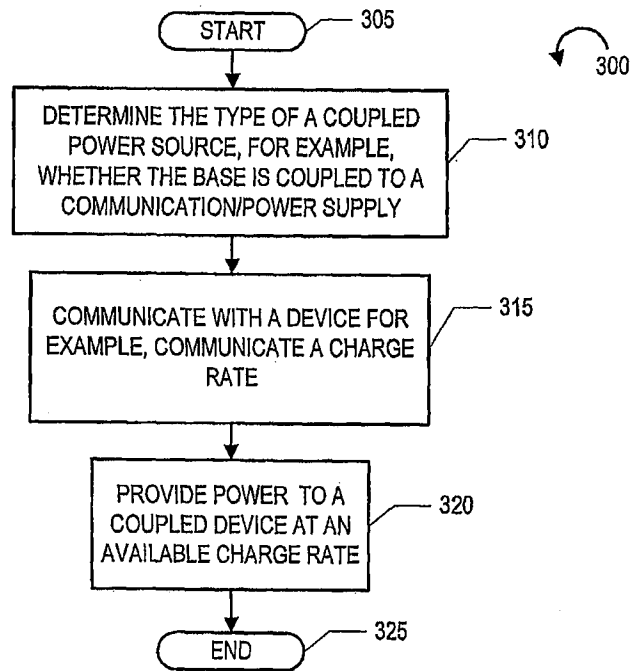 START
305
300
DETERMINE THE TYPE OF A COUPLED
POWER SOURCE, FOR EXAMPLE,
WHETHER THE BASE IS COUPLED TO A
COMMUNICATION/POWER SUPPLY
310
COMMUNICATE WITH A DEVICE FOR
EXAMPLE, COMMUNICATE A CHARGE
RATE
315
PROVIDE POWER TO A
COUPLED DEVICE AT AN
AVAILABLE CHARGE RATE
320
END
325